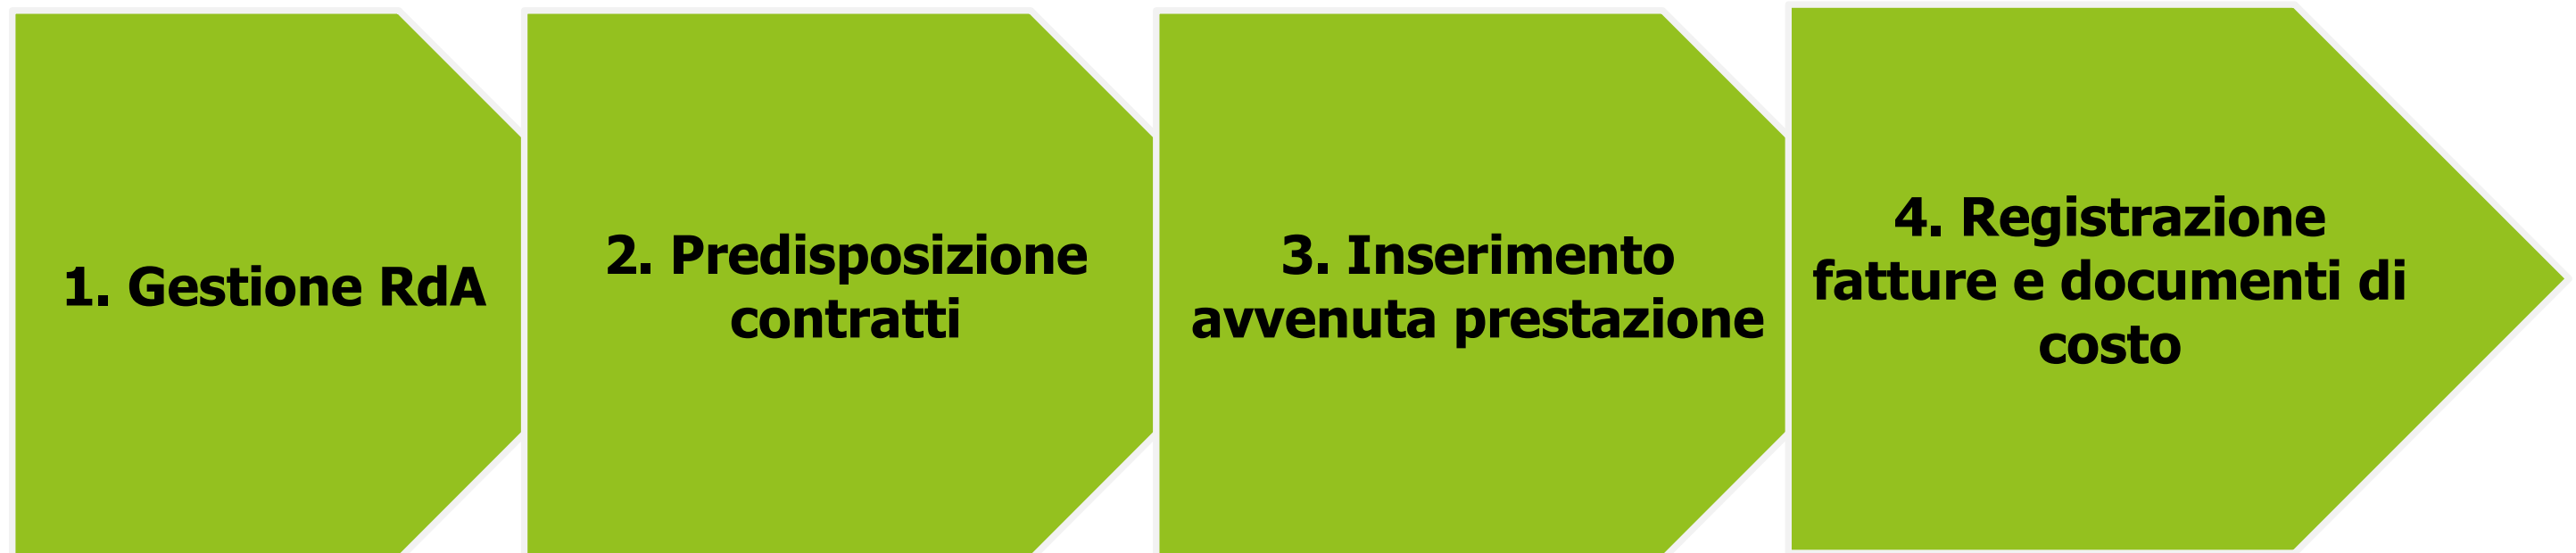 1. Gestione RdA
2. Predisposizione
contratti
3. Inserimento
avvenuta prestazione
4. Registrazione
fatture e documenti di
costo